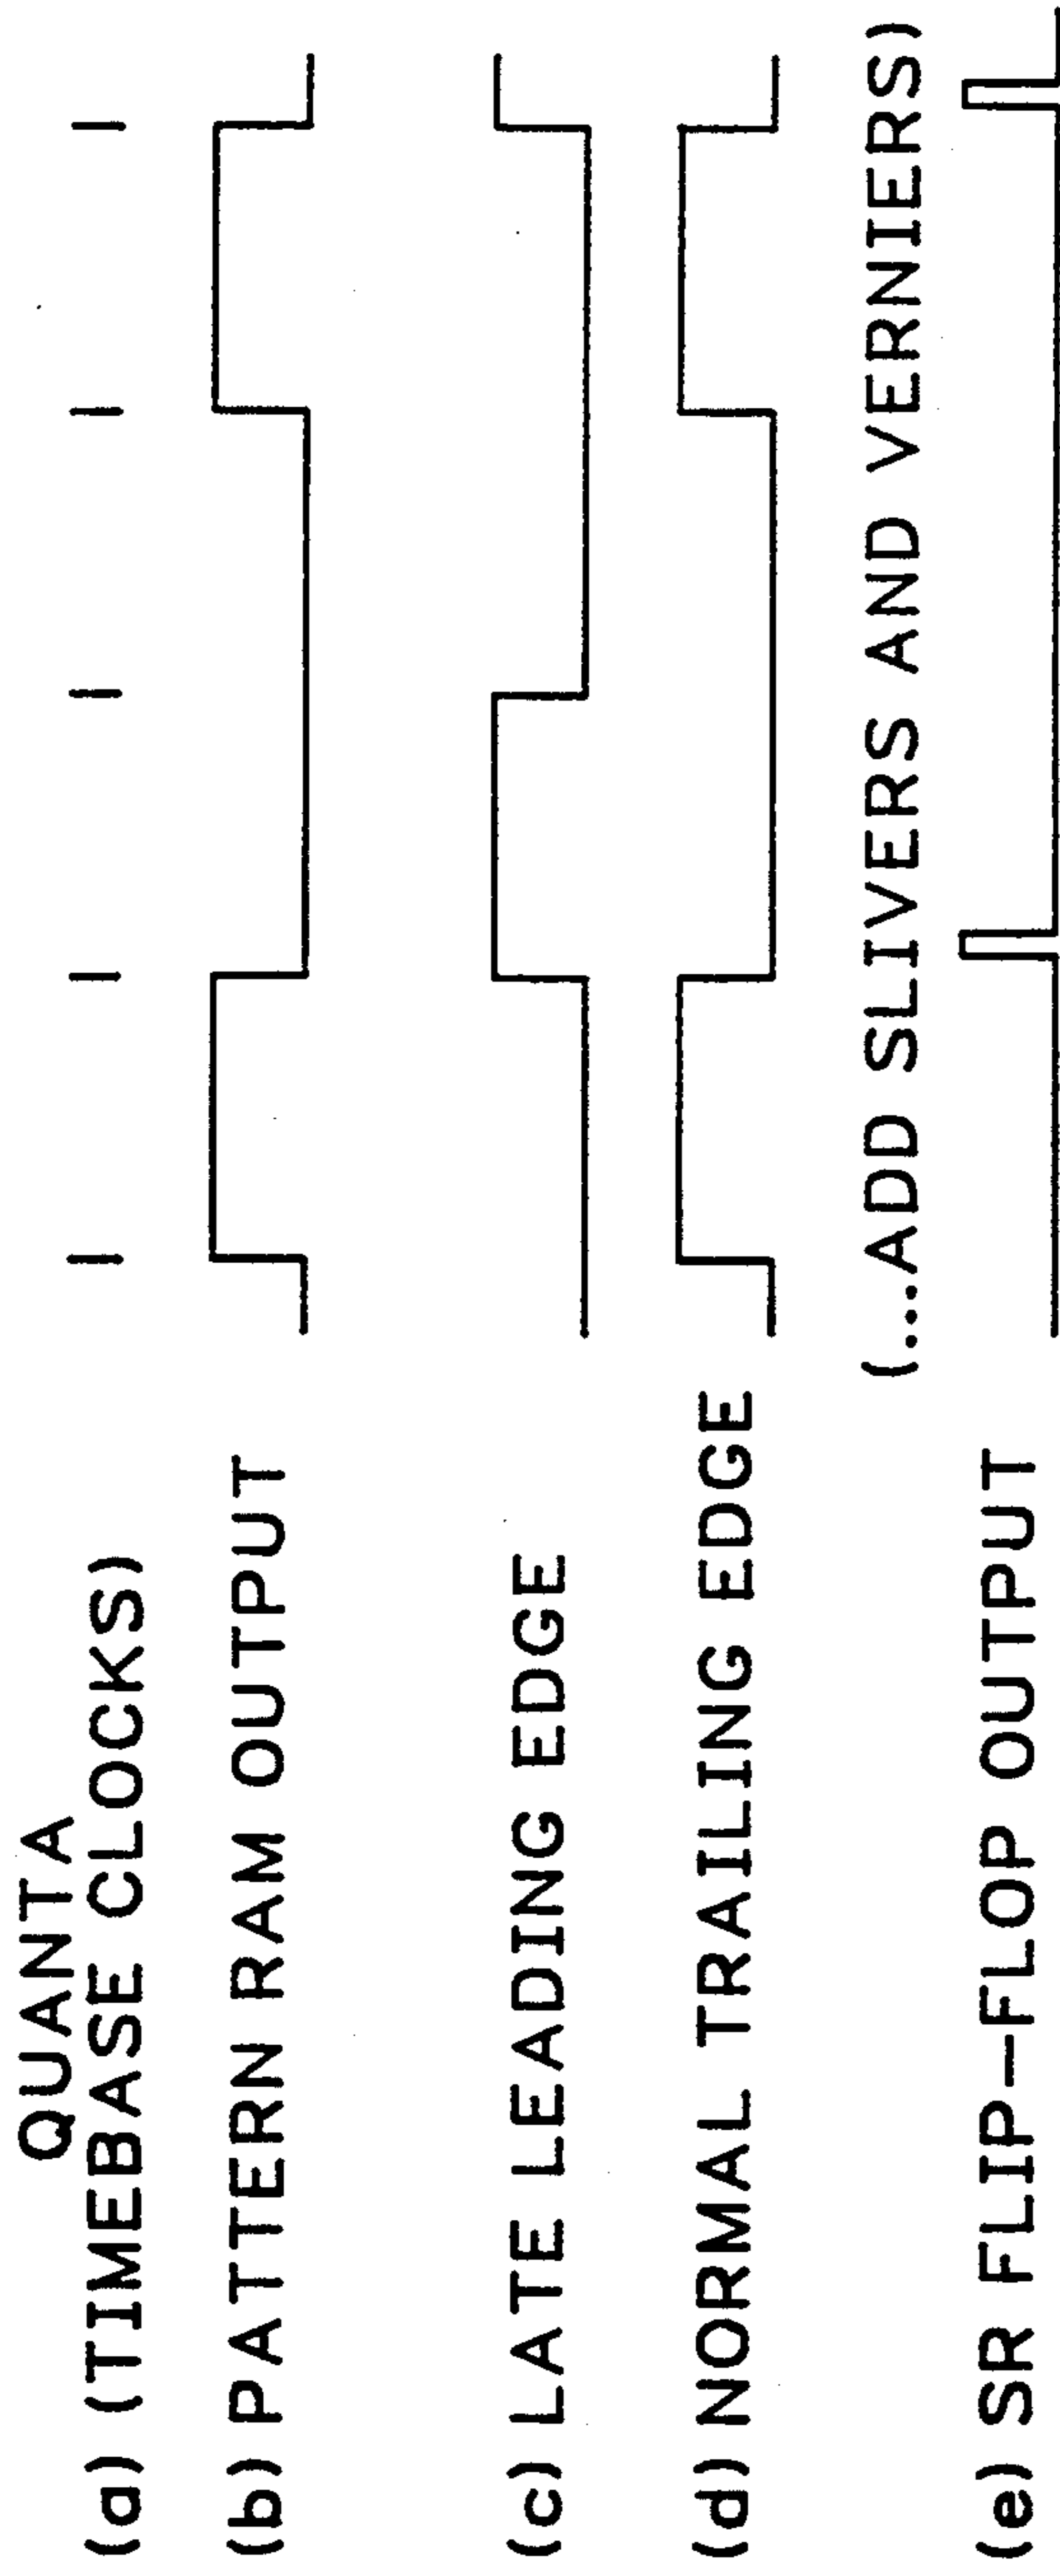 QUANTA
(a) (TIMEBASE CLOCKS)
(b) PATTERN RAM OUTPUT
(c) LATE LEADING EDGE
(d) NORMAL TRAILING EDGE
(...ADD SLIVERS AND VERNIERS)
(e) SR FLIP-FLOP OUTPUT